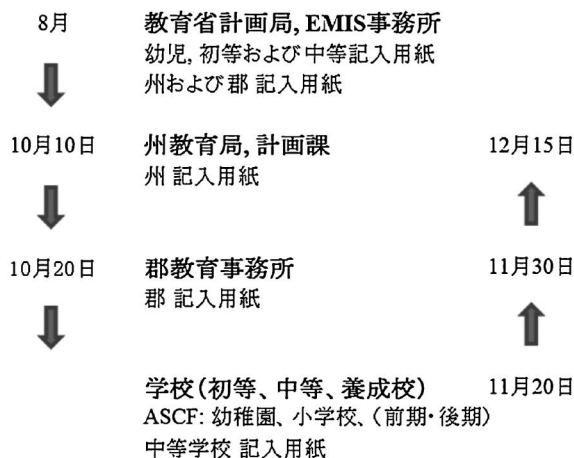 8月 教育省計画局, EMIS事務所
幼児, 初等および中等記入用紙
州および郡 記入用紙
10月10日 州教育局, 計画課 12月15日
州 記入用紙
10月20日 郡教育事務所 11月30日
郡 記入用紙
学校（初等、中等、養成校） 11月20日
ASCF: 幼稚園、小学校、（前期・後期）
中等学校 記入用紙